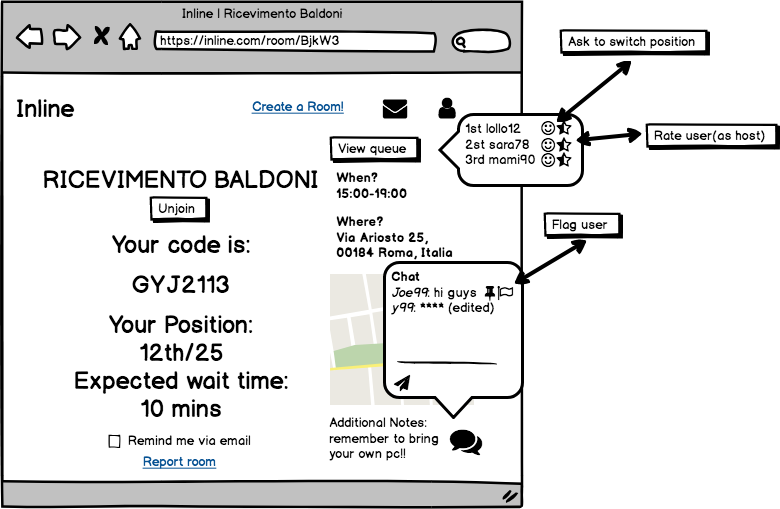 Inline | Ricevimento Baldoni
https://inline.com/room/BjkW3
Ask to switch position
Inline
Create a Room!
1st lollo12
2st sara78
3rd mami90
Rate user(as host)
View queue
RICEVIMENTO BALDONI
Unjoin
When?
15:00-19:00
Where?
Via Ariosto 25,
00184 Roma, Italia
Flag user
Your code is:
GYJ2113
Chat
Joe99: hi guys
y99: **** (edited)
Your Position:
12th/25
Expected wait time:
10 mins
Remind me via email
Report room
Additional Notes:
remember to bring
your own pc!!